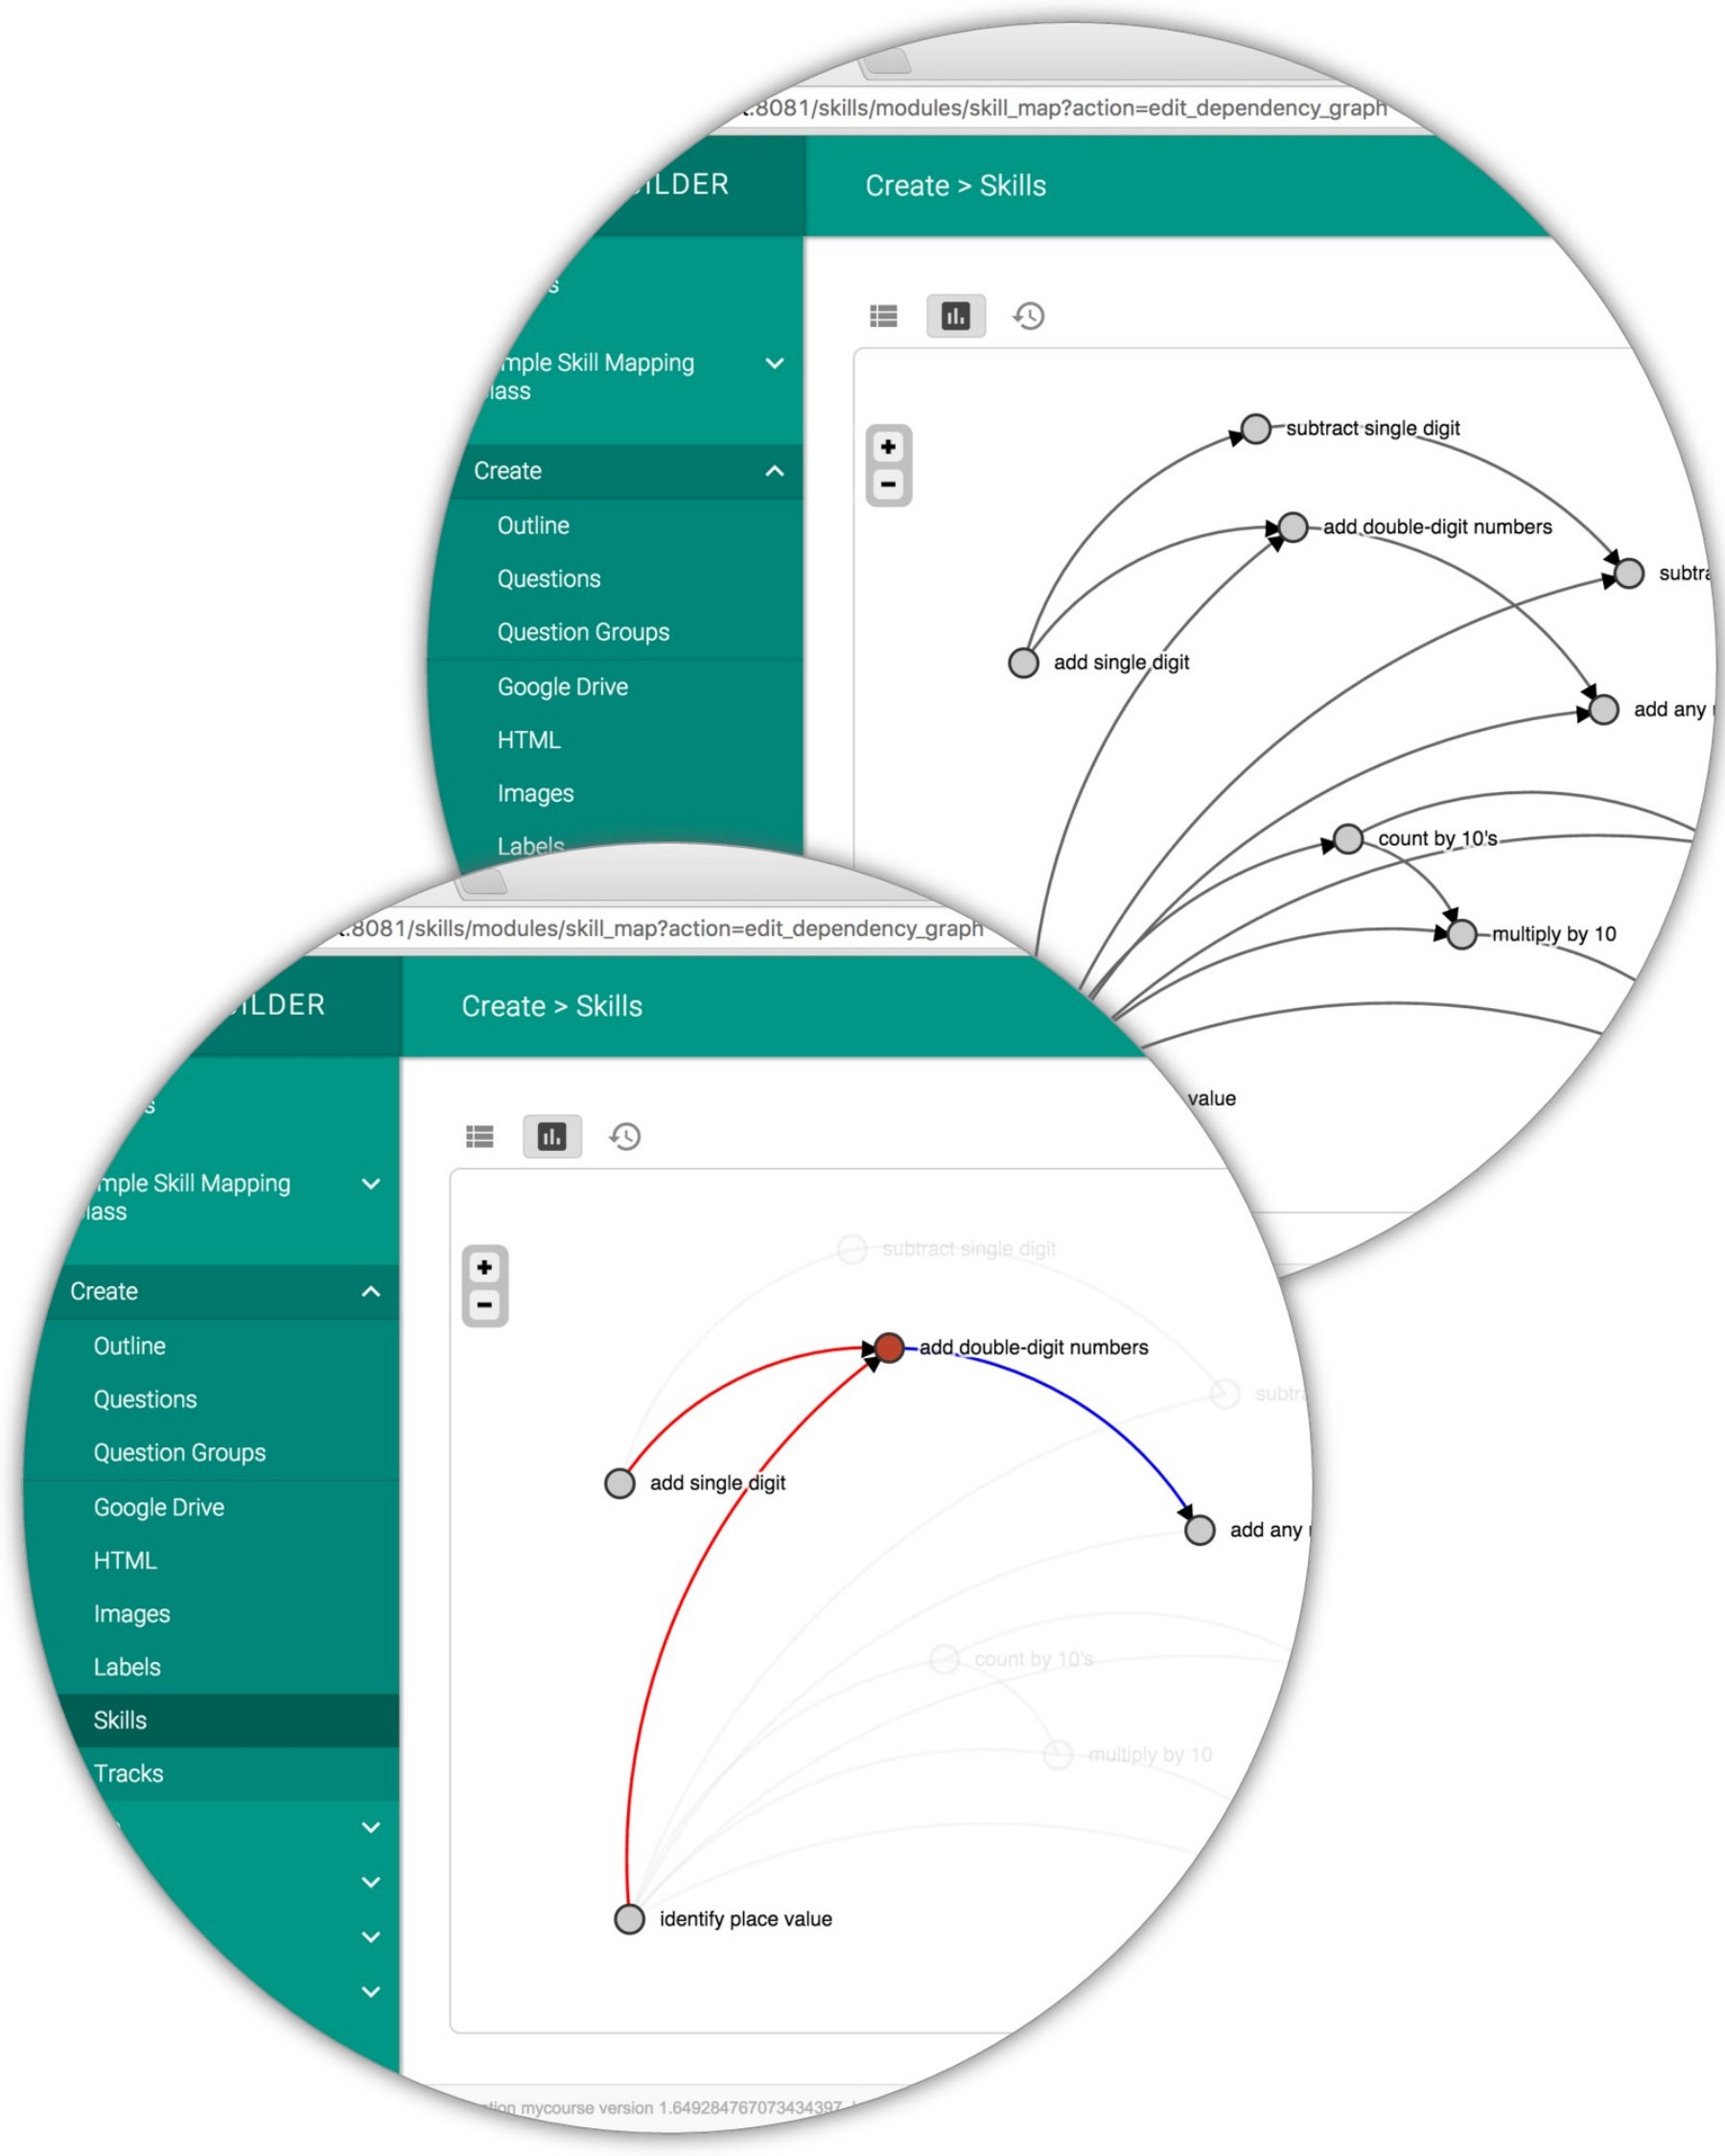 :8081/skills/modules/skill_map?action=edit_dependency_graph
ILDER
Create > Skills
s
mple Skill Mapping
lass
Create
Outline
Questions
Question Groups
Google Drive
HTML
Images
Labels
+
−
subtract single digit
add double-digit numbers
subtra
add single digit
add any
count by 10's
multiply by 10
value
:8081/skills/modules/skill_map?action=edit_dependency_graph
ILDER
Create > Skills
s
mple Skill Mapping
lass
Create
Outline
Questions
Question Groups
Google Drive
HTML
Images
Labels
Skills
Tracks
+
−
subtract single digit
add double-digit numbers
subtr
add single digit
add any
count by 10's
multiply by 10
identify place value
tion mycourse version 1.649284767073434397